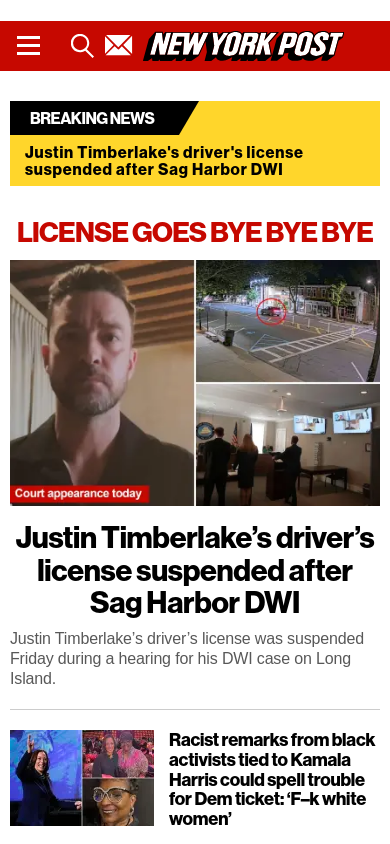 NEW YORK POST
BREAKING NEWS
Justin Timberlake's driver's license
suspended after Sag Harbor DWI
LICENSE GOES BYE BYE BYE
Court appearance today
Justin Timberlake’s driver’s
license suspended after
Sag Harbor DWI
Justin Timberlake’s driver’s license was suspended
Friday during a hearing for his DWI case on Long
Island.
Racist remarks from black
activists tied to Kamala
Harris could spell trouble
for Dem ticket: ‘F–k white
women’